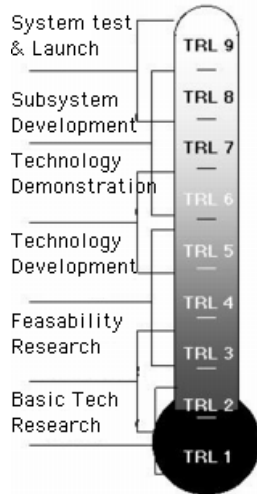 System test
& Launch
Subsystem
Development
Technology
Demonstration
Technology
Development
Feasability
Research
Basic Tech
Research
TRL 9
TRL 8
TRL 7
TRL 6
TRL 5
TRL 4
TRL 3
TRL 2
TRL 1